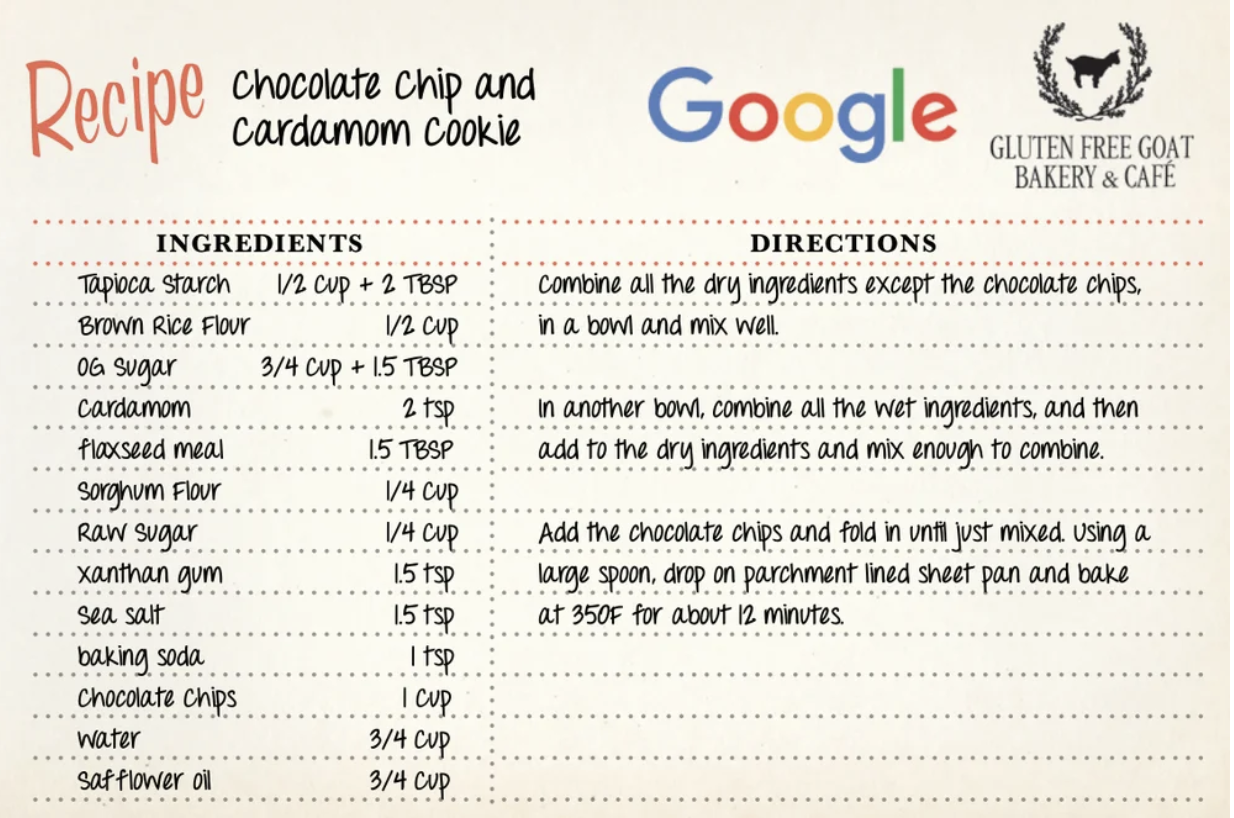 Recipe
Chocolate Chip and
Cardamom Cookie
Google
GLUTEN FREE GOAT
BAKERY & CAFÉ
INGREDIENTS
Tapioca Starch 1/2 Cup + 2 TBSP
Brown Rice Flour 1/2 Cup
OG Sugar 3/4 Cup + 1.5 TBSP
Cardamom 2 tsp
flaxseed meal 1.5 TBSP
Sorghum Flour 1/4 Cup
Raw Sugar 1/4 Cup
xanthan gum 1.5 tsp
Sea salt 1.5 tsp
baking soda 1 tsp
Chocolate Chips 1 Cup
water 3/4 Cup
Safflower oil 3/4 Cup
DIRECTIONS
Combine all the dry ingredients except the chocolate chips,
in a bowl and mix well.
In another bowl, combine all the wet ingredients, and then
add to the dry ingredients and mix enough to combine.
Add the chocolate chips and fold in until just mixed. Using a
large spoon, drop on parchment lined sheet pan and bake
at 350F for about 12 minutes.